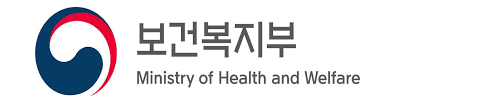 보건복지부
Ministry of Health and Welfare